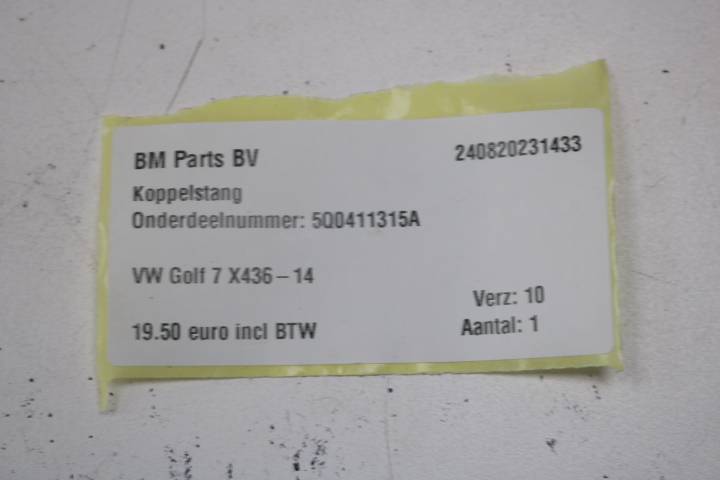 BM Parts BV 240820231433
Koppelstang
Onderdeelnummer: 5Q0411315A
VW Golf 7 X436 – 14
Verz: 10
19.50 euro incl BTW Aantal: 1